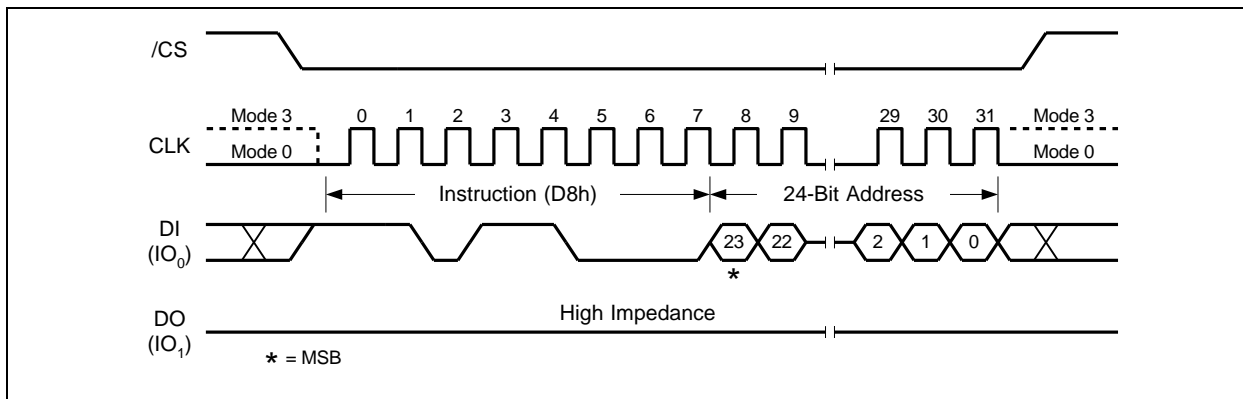 /CS
Mode 3 0 1 2 3 4 5 6 7 8 9 29 30 31 Mode 3
CLK
Mode 0 Mode 0
Instruction (D8h) 24-Bit Address
DI
(IO0)
23 22 2 1 0
*
High Impedance
DO
(IO1)
* = MSB